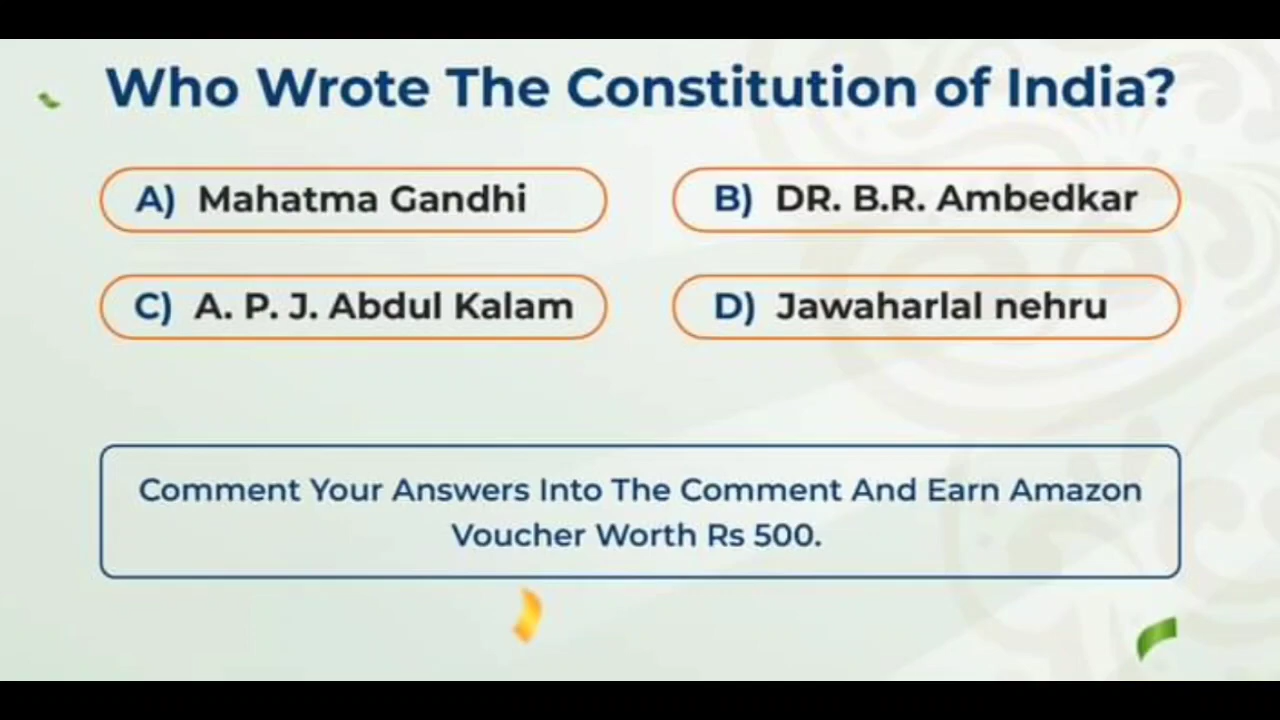 Who Wrote The Constitution of India?
A) Mahatma Gandhi
B) DR. B.R. Ambedkar
C) A. P. J. Abdul Kalam
D) Jawaharlal nehru
Comment Your Answers Into The Comment And Earn Amazon
Voucher Worth Rs 500.